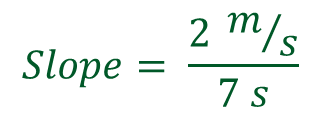 Slope = 2 m/s
7 s